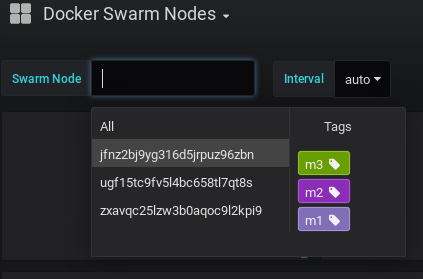 Docker Swarm Nodes
Swarm Node
Interval
auto
All
Tags
jfnz2bj9yg316d5jrpuz96zbn
m3
ugf15tc9fv5l4bc658tl7qt8s
m2
zxavqc25lzw3b0aqoc9l2kpi9
m1